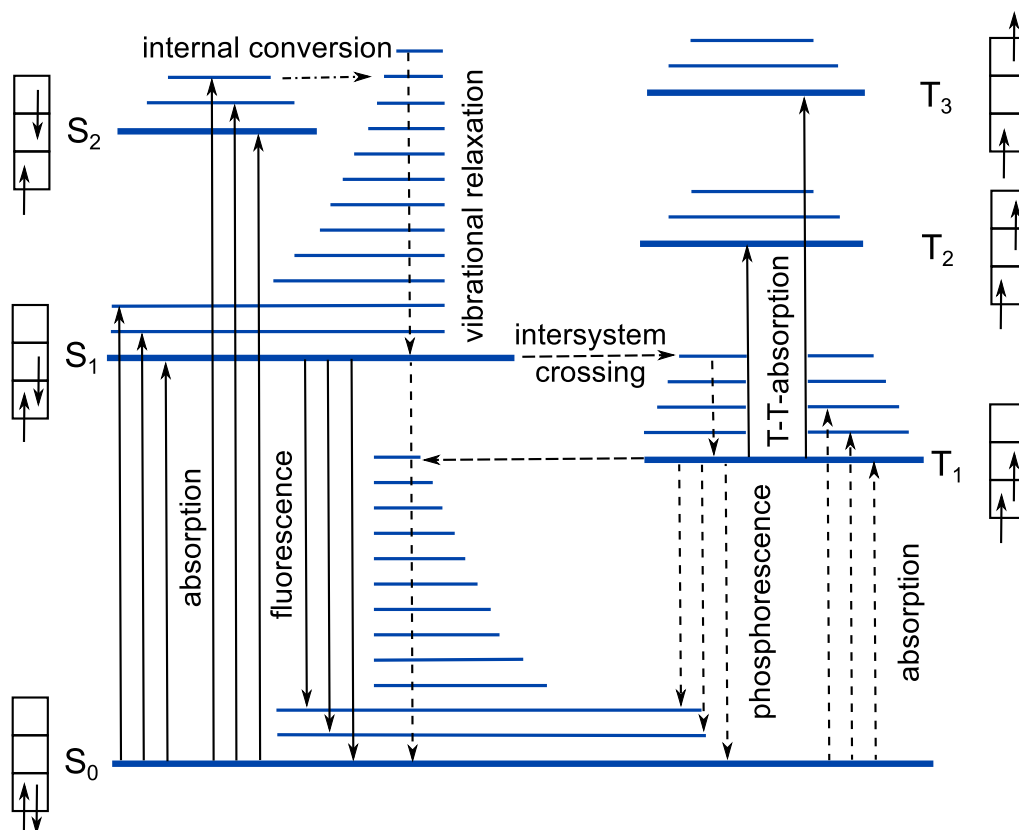 internal conversion
S₂
vibrational relaxation
T₃
T₂
S₁
intersystem
crossing
T-T-absorption
T₁
absorption
fluorescence
phosphorescence
absorption
S₀